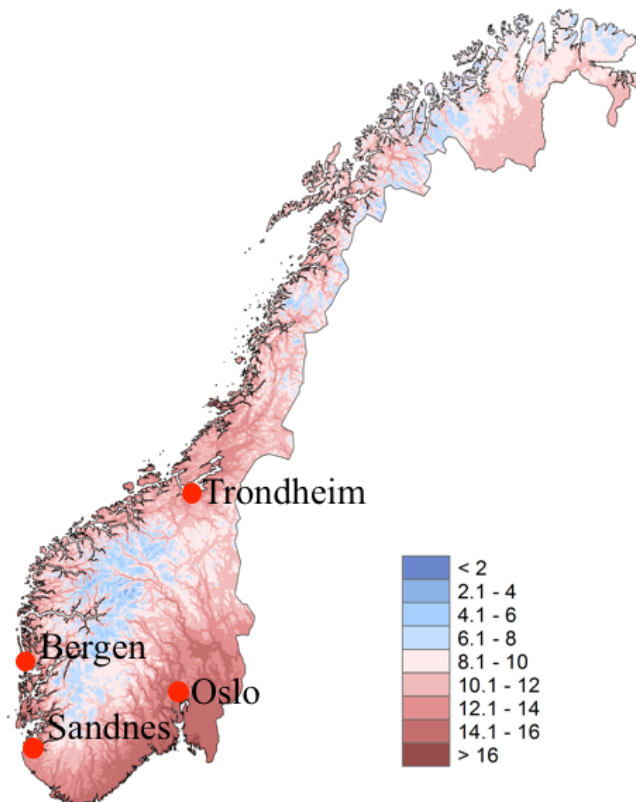 Trondheim
Bergen
Oslo
Sandnes
< 2
2.1 - 4
4.1 - 6
6.1 - 8
8.1 - 10
10.1 - 12
12.1 - 14
14.1 - 16
> 16